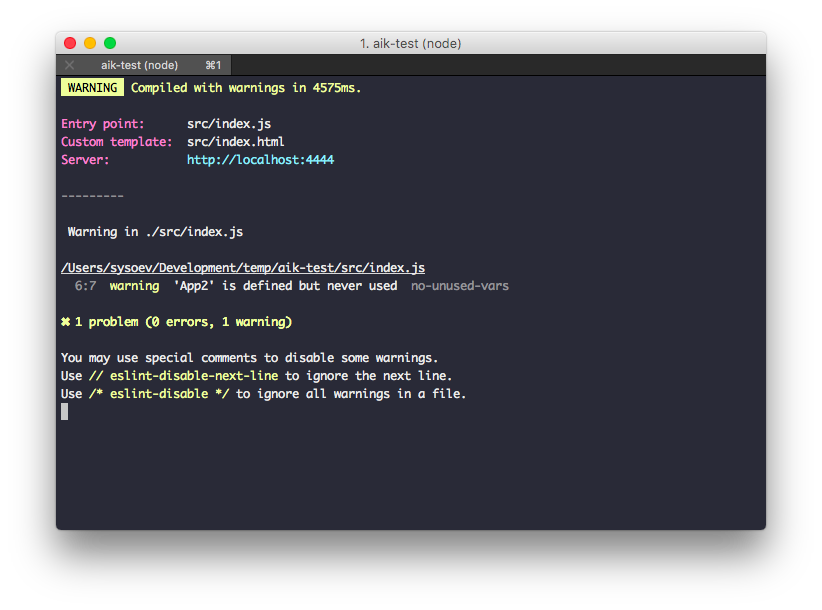 1. aik-test (node)
aik-test (node) ⌘1
WARNING Compiled with warnings in 4575ms.
Entry point: src/index.js
Custom template: src/index.html
Server: http://localhost:4444
---------
Warning in ./src/index.js
/Users/sysoev/Development/temp/aik-test/src/index.js
6:7 warning 'App2' is defined but never used no-unused-vars
✖ 1 problem (0 errors, 1 warning)
You may use special comments to disable some warnings.
Use // eslint-disable-next-line to ignore the next line.
Use /* eslint-disable */ to ignore all warnings in a file.